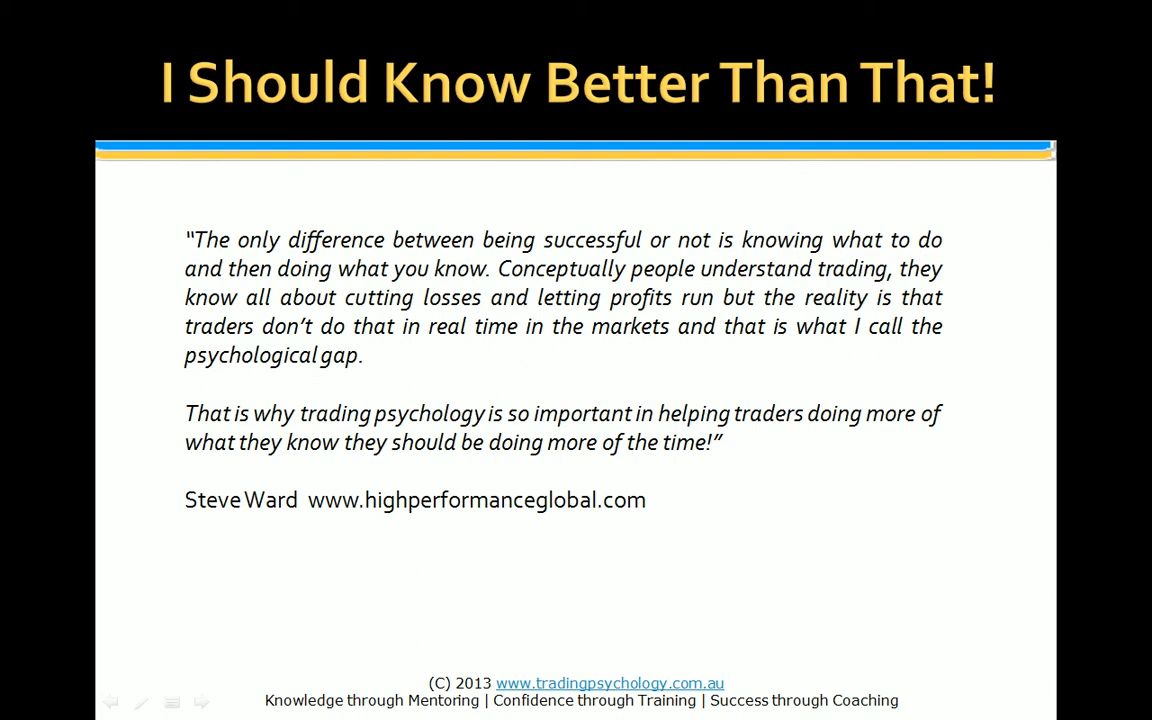 I Should Know Better Than That!
“The only difference between being successful or not is knowing what to do
and then doing what you know. Conceptually people understand trading, they
know all about cutting losses and letting profits run but the reality is that
traders don’t do that in real time in the markets and that is what I call the
psychological gap.
That is why trading psychology is so important in helping traders doing more of
what they know they should be doing more of the time!”
Steve Ward www.highperformanceglobal.com
(C) 2013 www.tradingpsychology.com.au
Knowledge through Mentoring | Confidence through Training | Success through Coaching